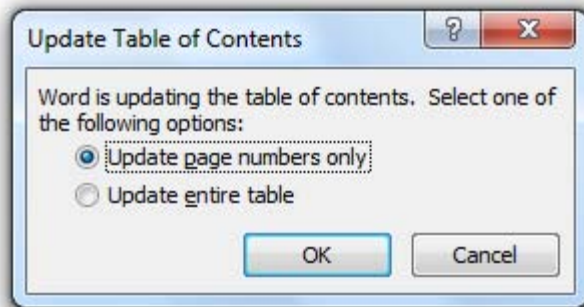 Update Table of Contents
Word is updating the table of contents. Select one of
the following options:
Update page numbers only
Update entire table
OK
Cancel